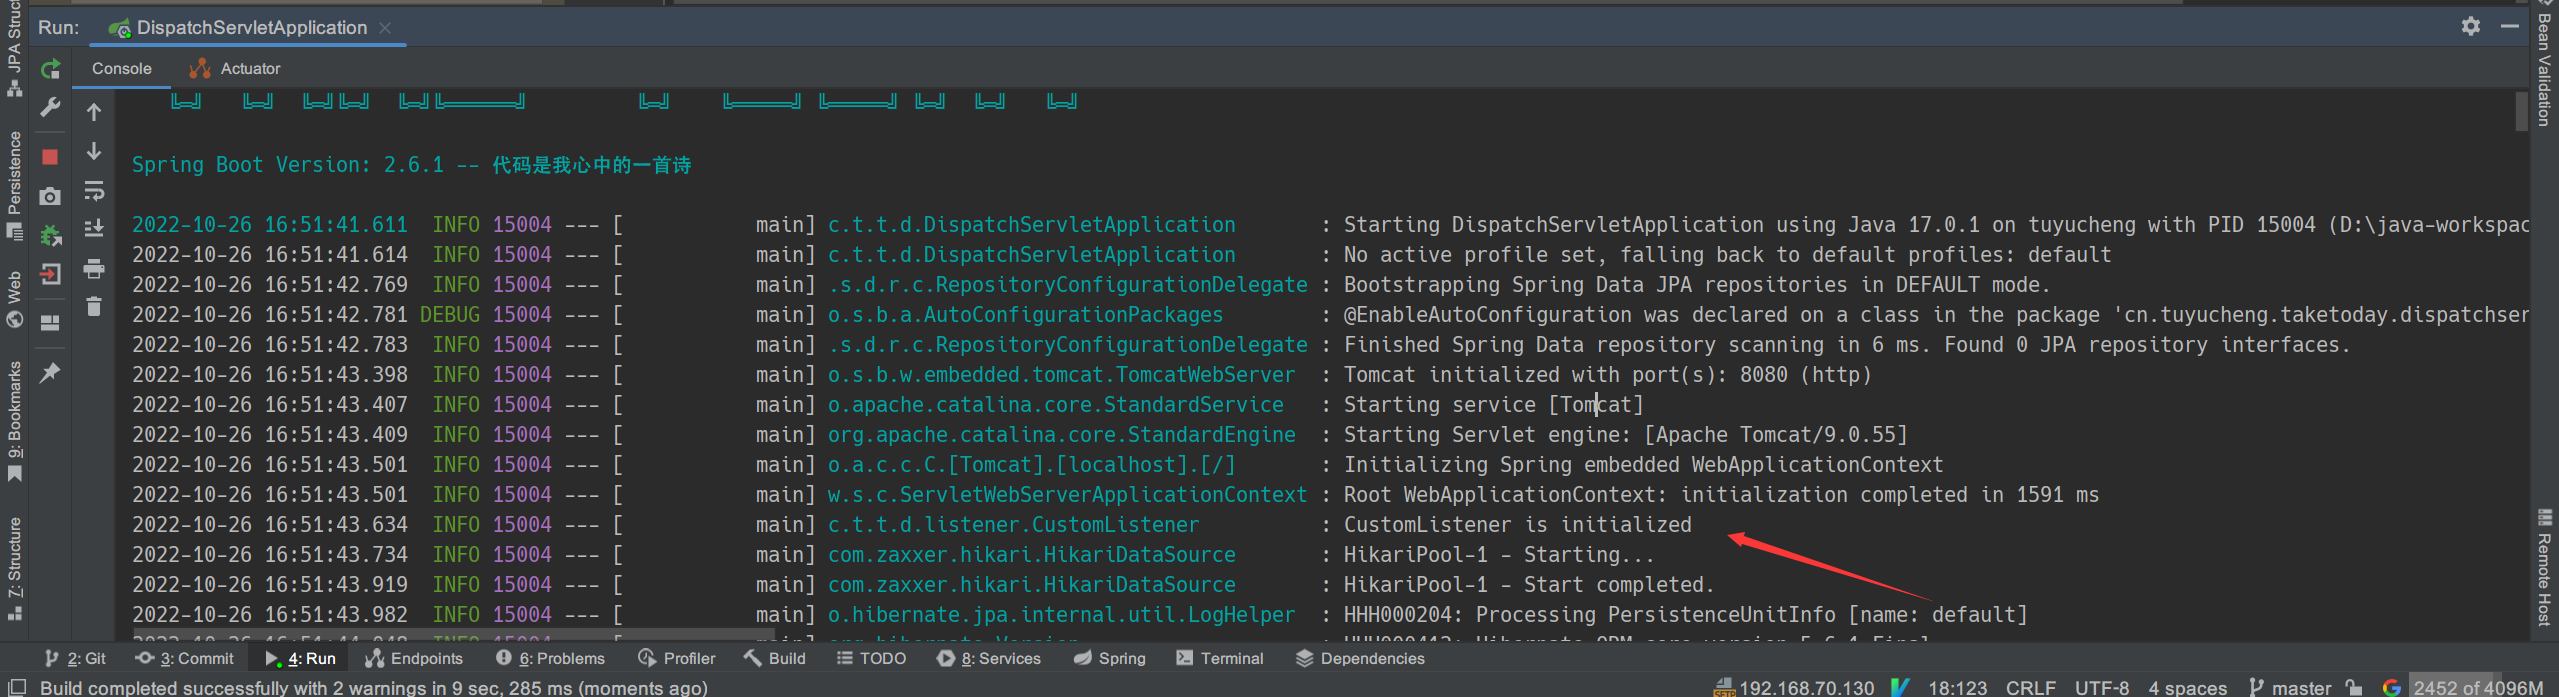 Run: DispatchServletApplication
Console Actuator
Spring Boot Version: 2.6.1 -- 代码是我心中的一首诗
2022-10-26 16:51:41.611  INFO 15004 --- [           main] c.t.t.d.DispatchServletApplication       : Starting DispatchServletApplication using Java 17.0.1 on tuyucheng with PID 15004 (D:\java-workspac
2022-10-26 16:51:41.614  INFO 15004 --- [           main] c.t.t.d.DispatchServletApplication       : No active profile set, falling back to default profiles: default
2022-10-26 16:51:42.769  INFO 15004 --- [           main] .s.d.r.c.RepositoryConfigurationDelegate : Bootstrapping Spring Data JPA repositories in DEFAULT mode.
2022-10-26 16:51:42.781 DEBUG 15004 --- [           main] o.s.b.a.AutoConfigurationPackages        : @EnableAutoConfiguration was declared on a class in the package 'cn.tuyucheng.taketoday.dispatchser
2022-10-26 16:51:42.783  INFO 15004 --- [           main] .s.d.r.c.RepositoryConfigurationDelegate : Finished Spring Data repository scanning in 6 ms. Found 0 JPA repository interfaces.
2022-10-26 16:51:43.398  INFO 15004 --- [           main] o.s.b.w.embedded.tomcat.TomcatWebServer  : Tomcat initialized with port(s): 8080 (http)
2022-10-26 16:51:43.407  INFO 15004 --- [           main] o.apache.catalina.core.StandardService   : Starting service [Tomcat]
2022-10-26 16:51:43.409  INFO 15004 --- [           main] org.apache.catalina.core.StandardEngine  : Starting Servlet engine: [Apache Tomcat/9.0.55]
2022-10-26 16:51:43.501  INFO 15004 --- [           main] o.a.c.c.C.[Tomcat].[localhost].[/]       : Initializing Spring embedded WebApplicationContext
2022-10-26 16:51:43.501  INFO 15004 --- [           main] w.s.c.ServletWebServerApplicationContext : Root WebApplicationContext: initialization completed in 1591 ms
2022-10-26 16:51:43.634  INFO 15004 --- [           main] c.t.t.d.listener.CustomListener          : CustomListener is initialized
2022-10-26 16:51:43.734  INFO 15004 --- [           main] com.zaxxer.hikari.HikariDataSource       : HikariPool-1 - Starting...
2022-10-26 16:51:43.919  INFO 15004 --- [           main] com.zaxxer.hikari.HikariDataSource       : HikariPool-1 - Start completed.
2022-10-26 16:51:43.982  INFO 15004 --- [           main] o.hibernate.jpa.internal.util.LogHelper  : HHH000204: Processing PersistenceUnitInfo [name: default]
2: Git 3: Commit 4: Run Endpoints 6: Problems Profiler Build TODO 8: Services Spring Terminal Dependencies
Build completed successfully with 2 warnings in 9 sec, 285 ms (moments ago) 192.168.70.130 18:123 CRLF UTF-8 4 spaces master 2452 of 4096M
JPA Struct
Persistence
Web
9: Bookmarks
7: Structure
Bean Validation
Remote Host